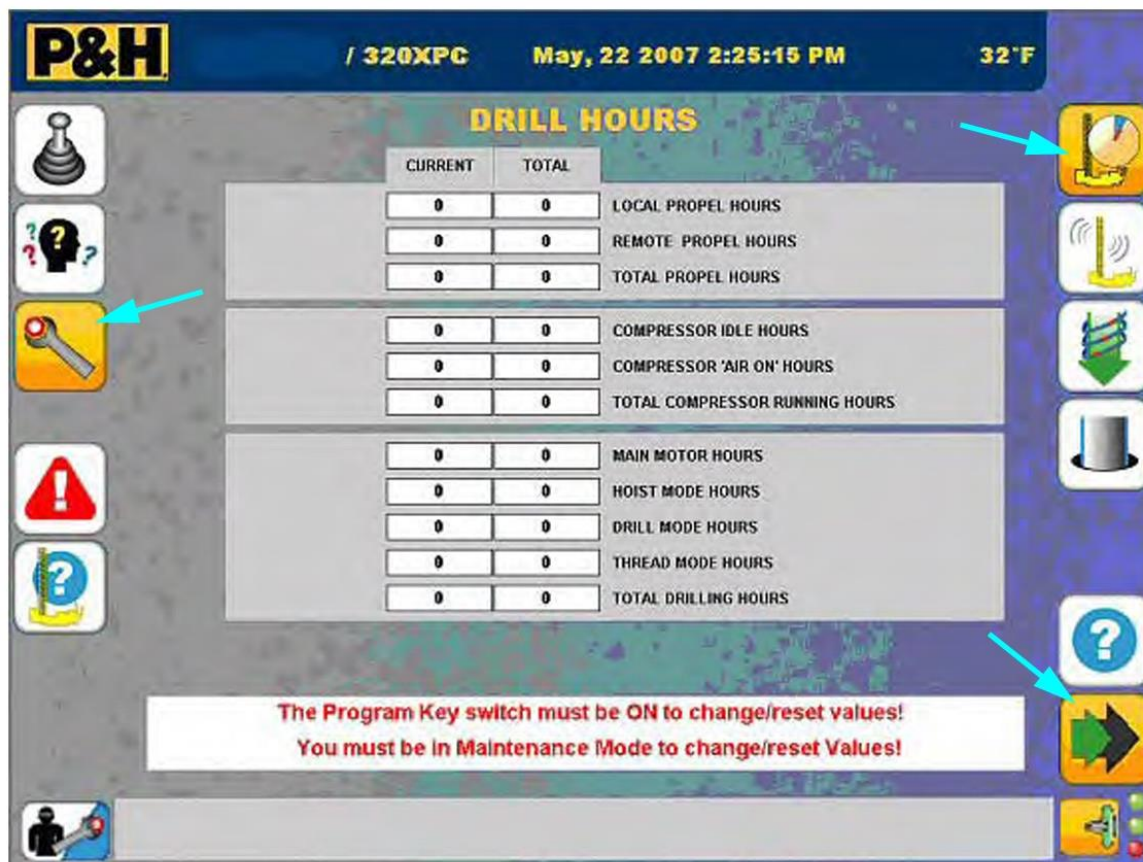 P&H / 320XPC May, 22 2007 2:25:15 PM 32°F
DRILL HOURS
CURRENT TOTAL
0 0 LOCAL PROPEL HOURS
0 0 REMOTE PROPEL HOURS
0 0 TOTAL PROPEL HOURS
0 0 COMPRESSOR IDLE HOURS
0 0 COMPRESSOR 'AIR ON' HOURS
0 0 TOTAL COMPRESSOR RUNNING HOURS
0 0 MAIN MOTOR HOURS
0 0 HOIST MODE HOURS
0 0 DRILL MODE HOURS
0 0 THREAD MODE HOURS
0 0 TOTAL DRILLING HOURS
The Program Key switch must be ON to change/reset values!
You must be in Maintenance Mode to change/reset Values!